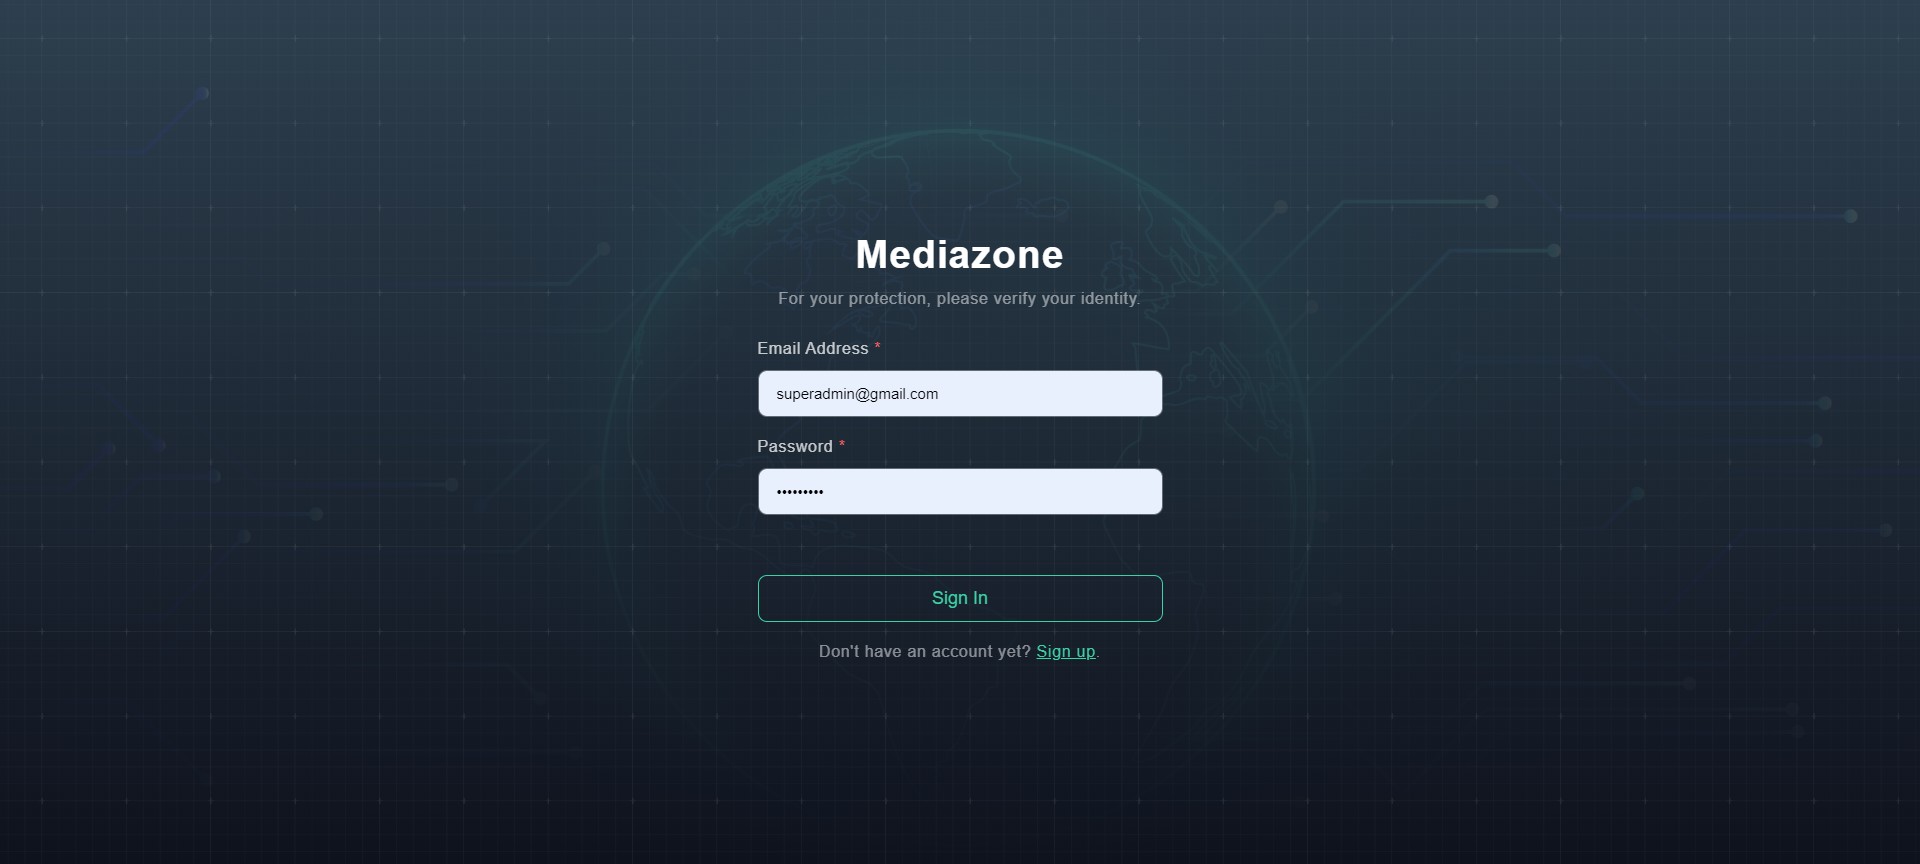 Mediazone
For your protection, please verify your identity.
Email Address *
superadmin@gmail.com
Password *
•••••••••
Sign In
Don't have an account yet? Sign up.